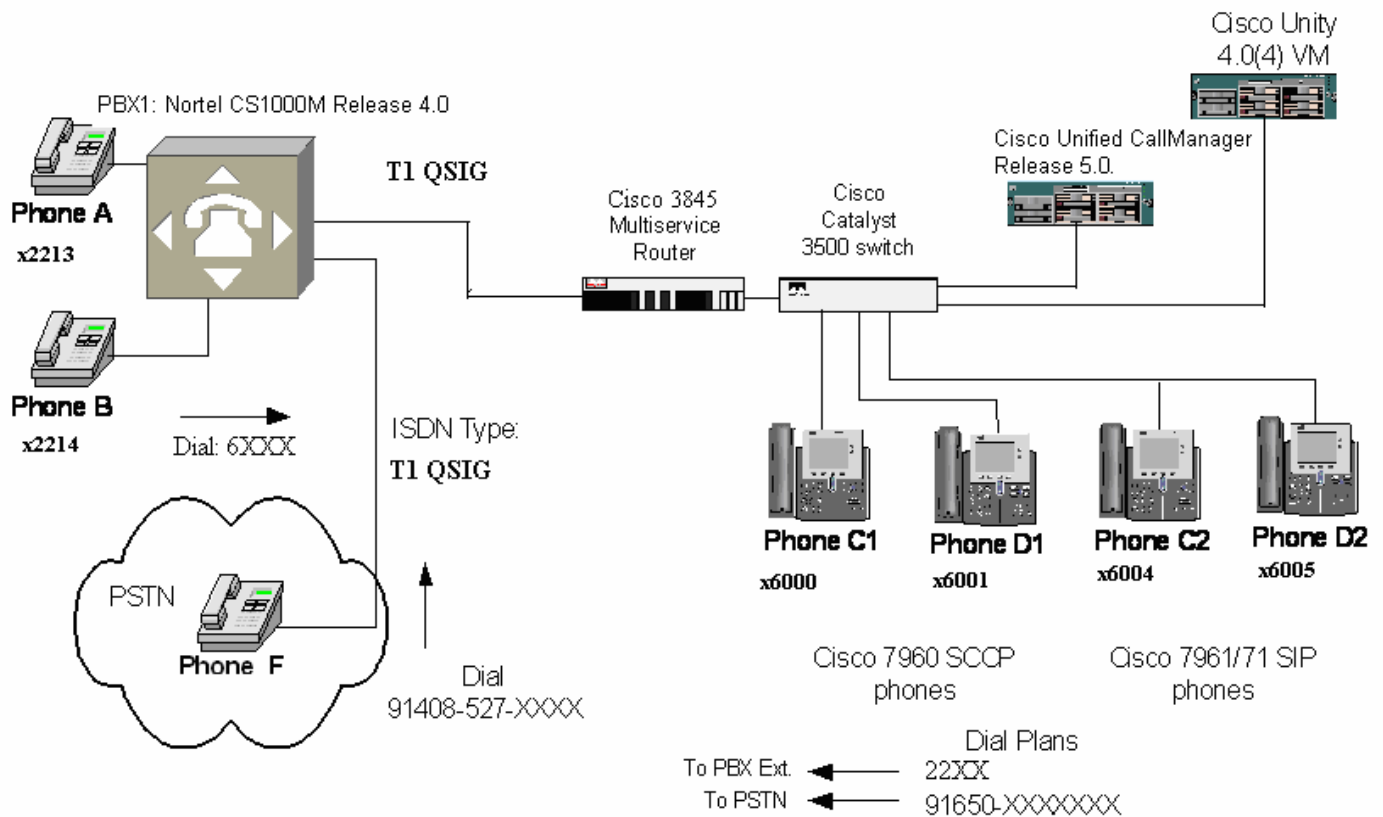 Cisco Unity
4.0(4) VM
PBX1: Nortel CS1000M Release 4.0
Cisco Unified CallManager
Release 5.0.
T1 QSIG
Cisco 3845
Multiservice
Router
Cisco
Catalyst
3500 switch
Phone A
x2213
Phone B
x2214
Dial: 6XXX
ISDN Type:
T1 QSIG
Phone C1
x6000
Phone D1
x6001
Phone C2
x6004
Phone D2
x6005
PSTN
Phone F
Dial
91408-527-XXXX
Cisco 7960 SCCP
phones
Cisco 7961/71 SIP
phones
Dial Plans
To PBX Ext.
22XX
To PSTN
91650-XXXXXXX